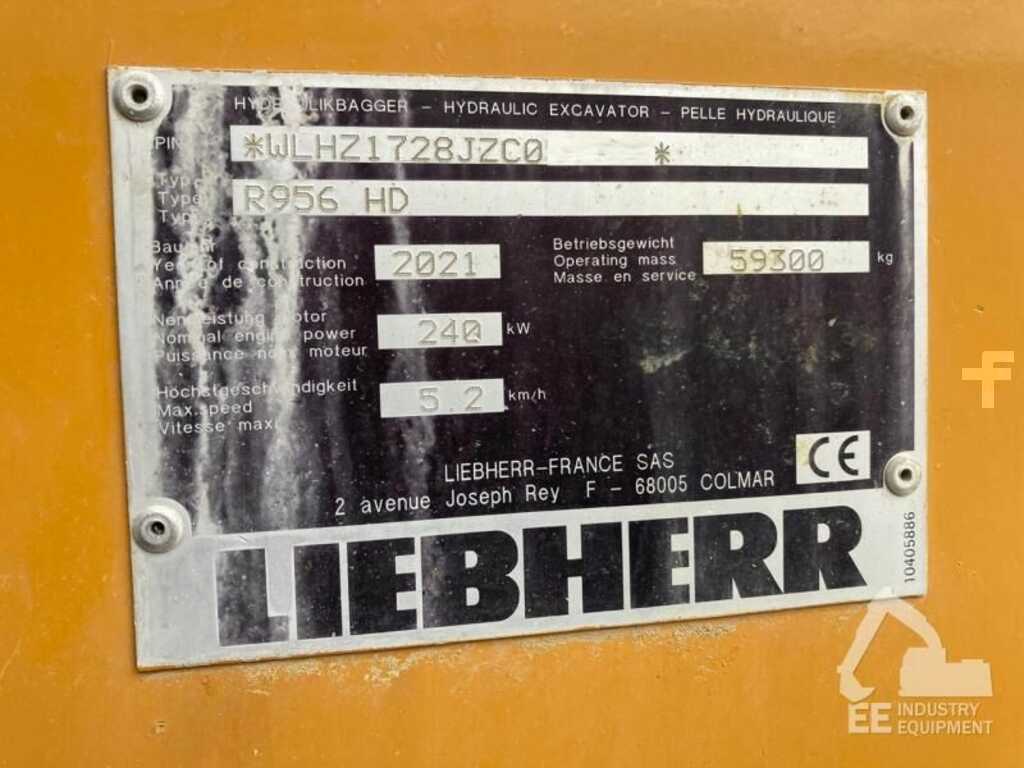 HYDRAULIKBAGGER – HYDRAULIC EXCAVATOR – PELLE HYDRAULIQUE
PIN *WLHZ1728JZC0 *
Type
Type R956 HD
Type
Baujahr
Year of construction 2021
Année de construction
Betriebsgewicht
Operating mass 59300 kg
Masse en service
Nennleistung motor
Nominal engine power 240 kW
Puissance nom moteur
Höchstgeschwindigkeit
Max.speed 5.2 km/h
Vitesse maxi
LIEBHERR–FRANCE SAS
2 avenue Joseph Rey F – 68005 COLMAR
CE
LIEBHERR
10405886
f
EE INDUSTRY
EQUIPMENT